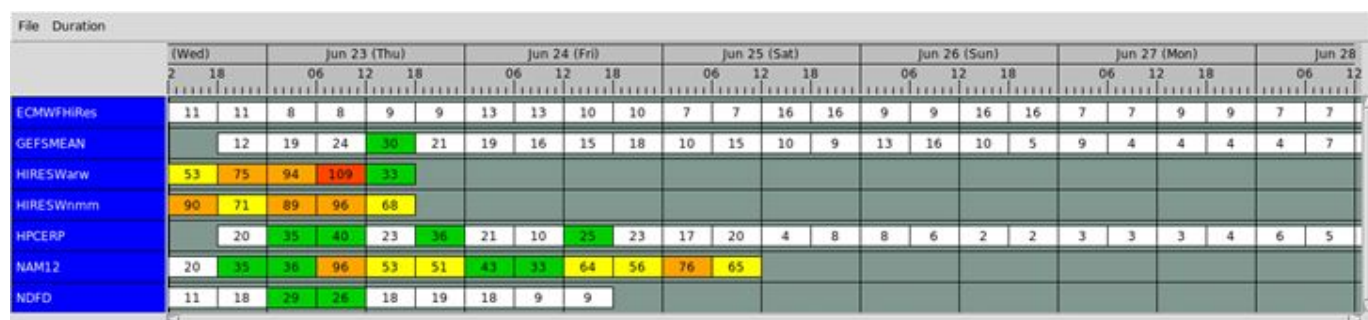 File Duration
(Wed) Jun 23 (Thu) Jun 24 (Fri) Jun 25 (Sat) Jun 26 (Sun) Jun 27 (Mon) Jun 28
2 18 06 12 18 06 12 18 06 12 18 06 12 18 06 12 18 06 12
ECMWFHiRes 11 11 8 8 9 9 13 13 10 10 7 7 16 16 9 9 16 16 7 7 9 9 7 7
GEFSMEAN 12 19 24 30 21 19 16 15 18 10 15 10 9 13 16 10 5 9 4 4 4 4 7
HIRESWarw 53 75 94 109 33
HIRESWnmm 90 71 89 96 68
HPCERP 20 35 40 23 36 21 10 25 23 17 20 4 8 8 6 2 2 3 3 3 4 6 5
NAM12 20 35 36 96 53 51 43 33 64 56 76 65
NDFD 11 18 29 26 18 19 18 9 9